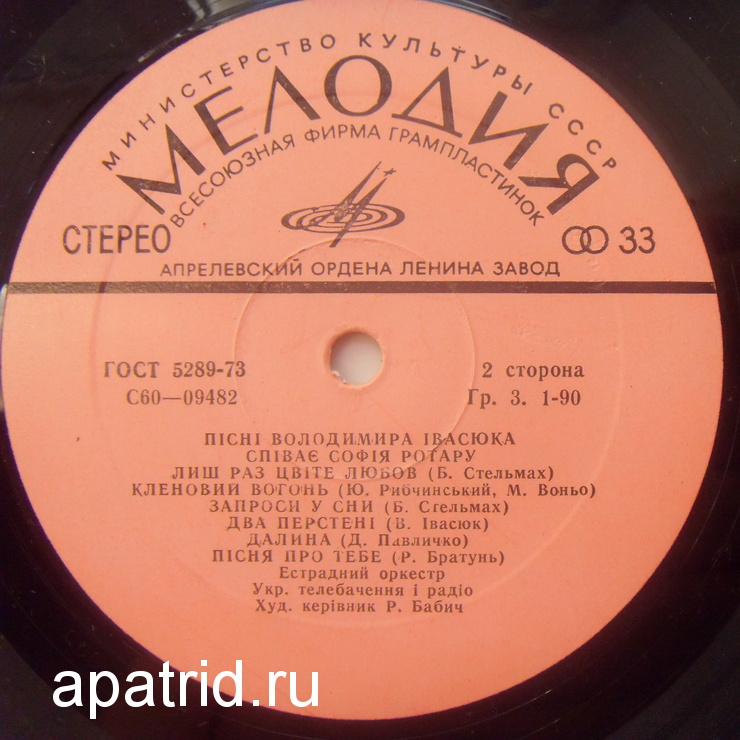 МИНИСТЕРСТВО КУЛЬТУРЫ СССР
МЕЛОДИЯ
ВСЕСОЮЗНАЯ ФИРМА ГРАМПЛАСТИНОК
СТЕРЕО 33
АПРЕЛЕВСКИЙ ОРДЕНА ЛЕНИНА ЗАВОД
ГОСТ 5289-73 2 сторона
С60—09482 Гр. 3. 1-90
ПІСНІ ВОЛОДИМИРА ІВАСЮКА
СПІВАЄ СОФІЯ РОТАРУ
ЛИШ РАЗ ЦВІТЕ ЛЮБОВ (Б. Стельмах)
КЛЕНОВИЙ ВОГОНЬ (Ю. Рибчинський, М. Воньо)
ЗАПРОСИ У СНИ (Б. Стельмах)
ДВА ПЕРСТЕНІ (В. Івасюк)
ДАЛИНА (Д. Павличко)
ПІСНЯ ПРО ТЕБЕ (Р. Братунь)
Естрадний оркестр
Укр. телебачення і радіо
Худ. керівник Р. Бабич
apatrid.ru